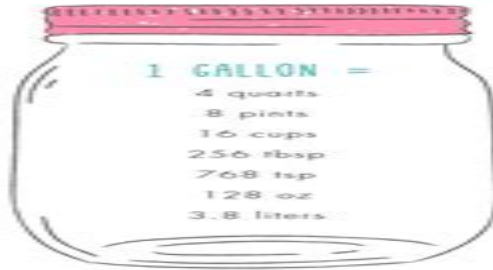 1 GALLON =
4 quarts
8 pints
16 cups
256 tbsp
768 tsp
128 oz
3.8 liters